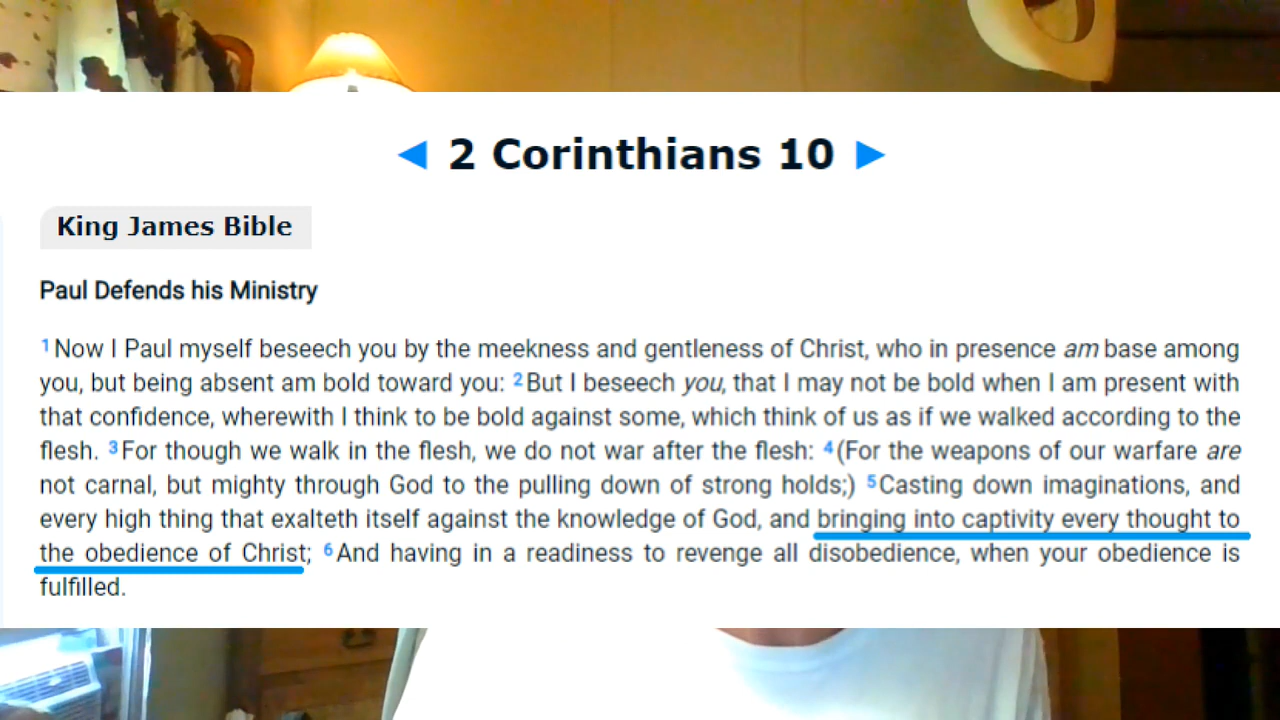 ◄ 2 Corinthians 10 ►
King James Bible
Paul Defends his Ministry
1 Now I Paul myself beseech you by the meekness and gentleness of Christ, who in presence am base among
you, but being absent am bold toward you: 2 But I beseech you, that I may not be bold when I am present with
that confidence, wherewith I think to be bold against some, which think of us as if we walked according to the
flesh. 3 For though we walk in the flesh, we do not war after the flesh: 4 (For the weapons of our warfare are
not carnal, but mighty through God to the pulling down of strong holds;) 5 Casting down imaginations, and
every high thing that exalteth itself against the knowledge of God, and bringing into captivity every thought to
the obedience of Christ; 6 And having in a readiness to revenge all disobedience, when your obedience is
fulfilled.